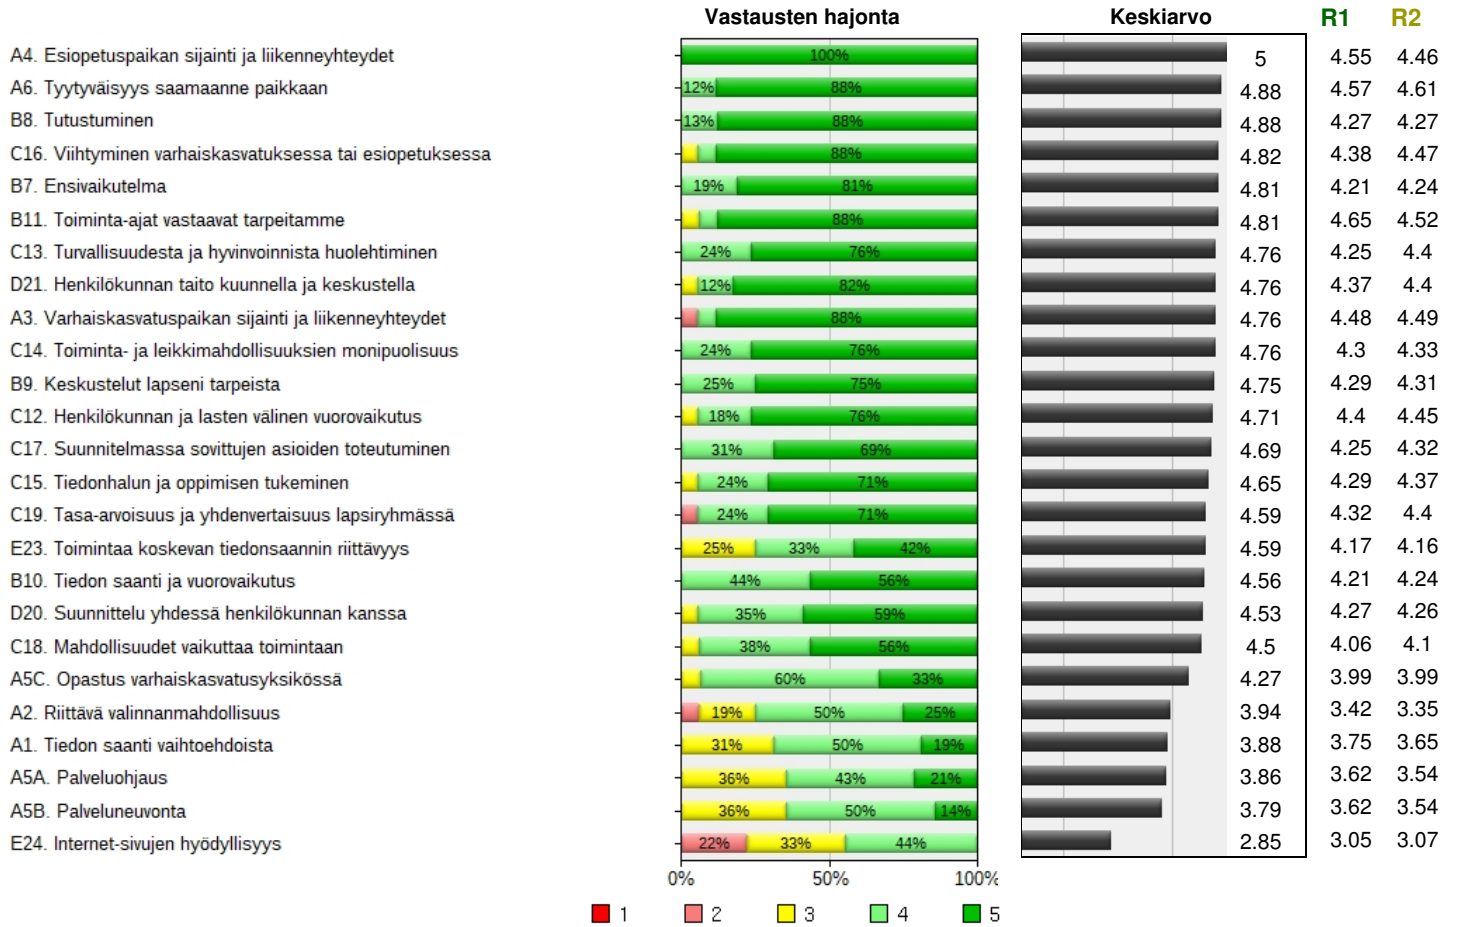 Vastausten hajonta Keskiarvo R1 R2
A4. Esiopetuspaikan sijainti ja liikenneyhteydet 100% 5 4.55 4.46
A6. Tyytyväisyys saamaanne paikkaan 12% 88% 4.88 4.57 4.61
B8. Tutustuminen 13% 88% 4.88 4.27 4.27
C16. Viihtyminen varhaiskasvatuksessa tai esiopetuksessa 88% 4.82 4.38 4.47
B7. Ensivaikutelma 19% 81% 4.81 4.21 4.24
B11. Toiminta-ajat vastaavat tarpeitamme 88% 4.81 4.65 4.52
C13. Turvallisuudesta ja hyvinvoinnista huolehtiminen 24% 76% 4.76 4.25 4.4
D21. Henkilökunnan taito kuunnella ja keskustella 12% 82% 4.76 4.37 4.4
A3. Varhaiskasvatuspaikan sijainti ja liikenneyhteydet 88% 4.76 4.48 4.49
C14. Toiminta- ja leikkimahdollisuuksien monipuolisuus 24% 76% 4.76 4.3 4.33
B9. Keskustelut lapseni tarpeista 25% 75% 4.75 4.29 4.31
C12. Henkilökunnan ja lasten välinen vuorovaikutus 18% 76% 4.71 4.4 4.45
C17. Suunnitelmassa sovittujen asioiden toteutuminen 31% 69% 4.69 4.25 4.32
C15. Tiedonhalun ja oppimisen tukeminen 24% 71% 4.65 4.29 4.37
C19. Tasa-arvoisuus ja yhdenvertaisuus lapsiryhmässä 24% 71% 4.59 4.32 4.4
E23. Toimintaa koskevan tiedonsaannin riittävyys 25% 33% 42% 4.59 4.17 4.16
B10. Tiedon saanti ja vuorovaikutus 44% 56% 4.56 4.21 4.24
D20. Suunnittelu yhdessä henkilökunnan kanssa 35% 59% 4.53 4.27 4.26
C18. Mahdollisuudet vaikuttaa toimintaan 38% 56% 4.5 4.06 4.1
A5C. Opastus varhaiskasvatusyksikössä 60% 33% 4.27 3.99 3.99
A2. Riittävä valinnanmahdollisuus 19% 50% 25% 3.94 3.42 3.35
A1. Tiedon saanti vaihtoehdoista 31% 50% 19% 3.88 3.75 3.65
A5A. Palveluohjaus 36% 43% 21% 3.86 3.62 3.54
A5B. Palveluneuvonta 36% 50% 14% 3.79 3.62 3.54
E24. Internet-sivujen hyödyllisyys 22% 33% 44% 2.85 3.05 3.07
0% 50% 100%
1 2 3 4 5